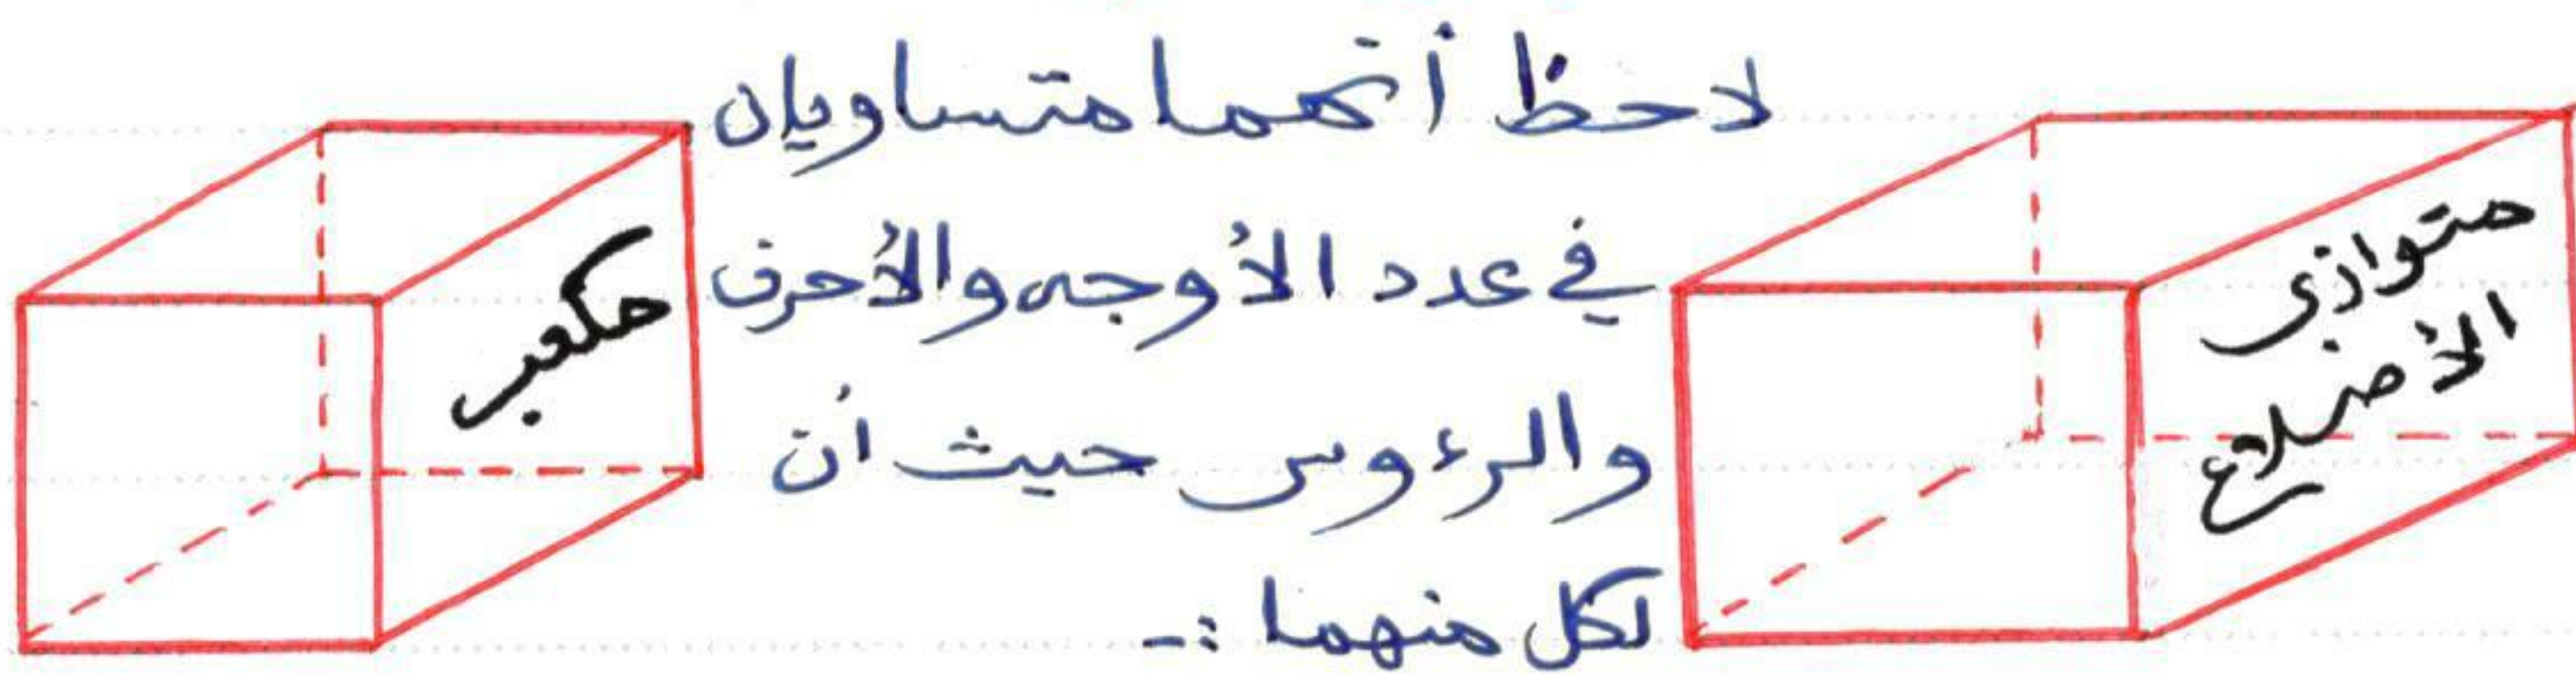 لاحظ أنهما متساويان
في عدد الأوجه والأحرف
والرءوس حيث أن
لكل منهما :-
متوازي
الأضلاع
مكعب